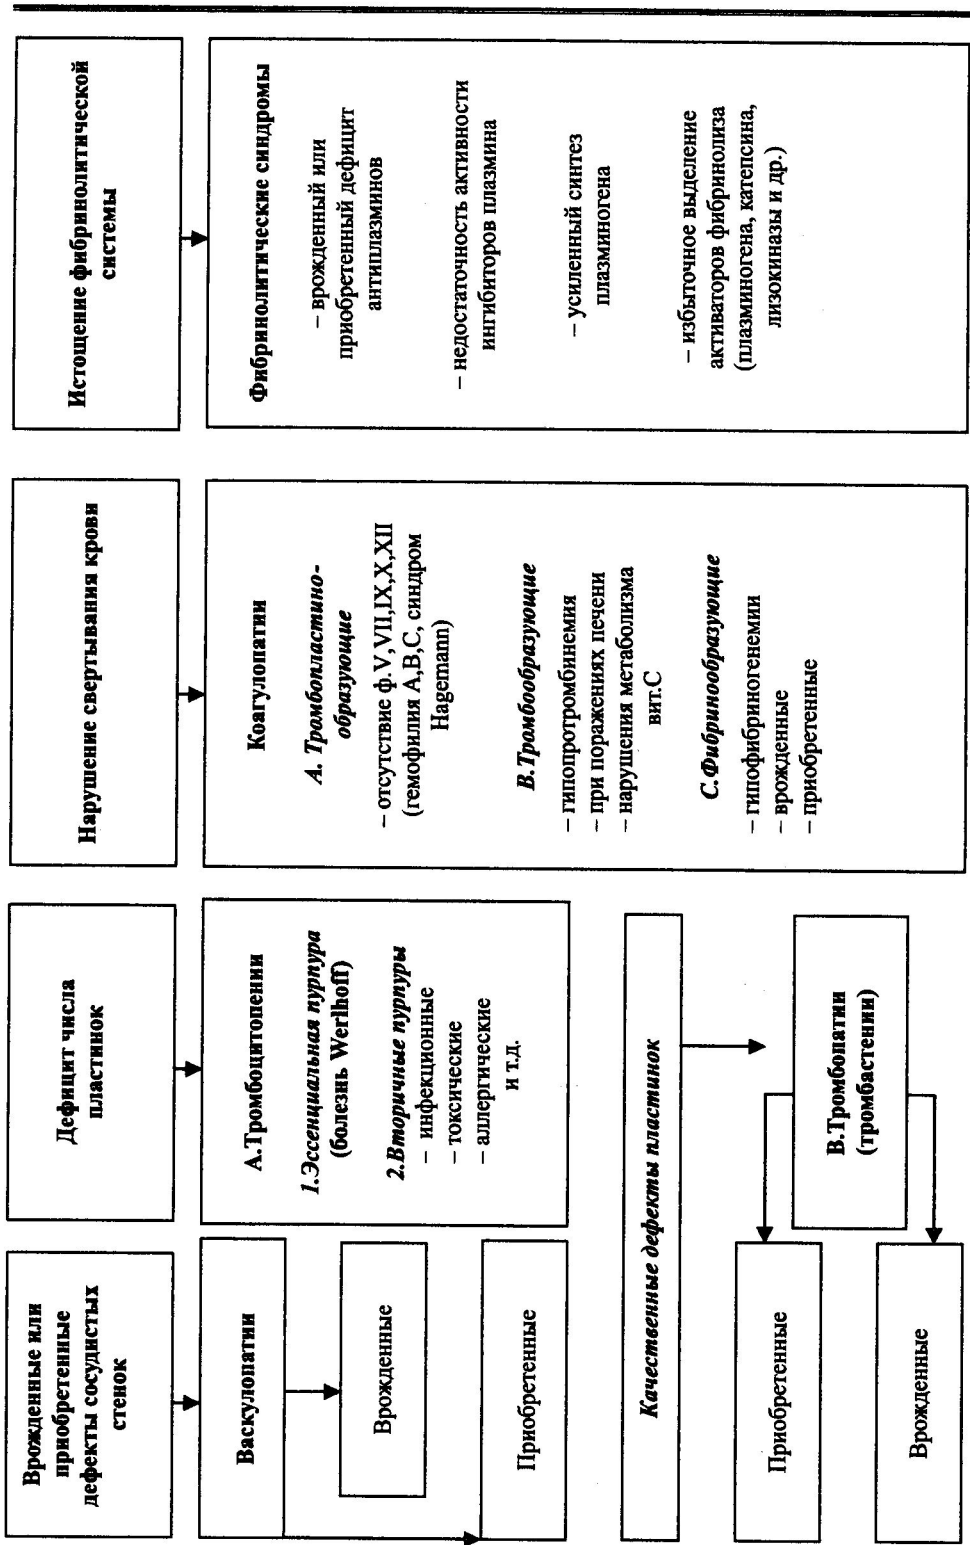 Врожденные или
приобретенные
дефекты сосудистых
стенок
Васкулопатии
Врожденные
Приобретенные
Дефицит числа
пластинок
А.Тромбоцитопении
1.Эссенциальная пурпура
(болезнь Werlhoff)
2.Вторичные пурпуры
– инфекционные
– токсические
– аллергические
и т.д.
Качественные дефекты пластинок
В.Тромбопатии
(тромбастении)
Приобретенные
Врожденные
Нарушение свертывания крови
Коагулопатии
А. Тромбопластино-
образующие
– отсутствие ф.V,VII,IX,X,XII
(гемофилия А,В,С, синдром
Hagemann)
В.Тромбообразующие
– гипопротромбинемия
– при поражениях печени
– нарушения метаболизма
вит.С
С.Фибринообразующие
– гипофибриногенемии
– врожденные
– приобретенные
Истощение фибринолитической
системы
Фибринолитические синдромы
– врожденный или
приобретенный дефицит
антиплазминов
– недостаточность активности
ингибиторов плазмина
– усиленный синтез
плазминогена
– избыточное выделение
активаторов фибринолиза
(плазминогена, катепсина,
лизокиназы и др.)